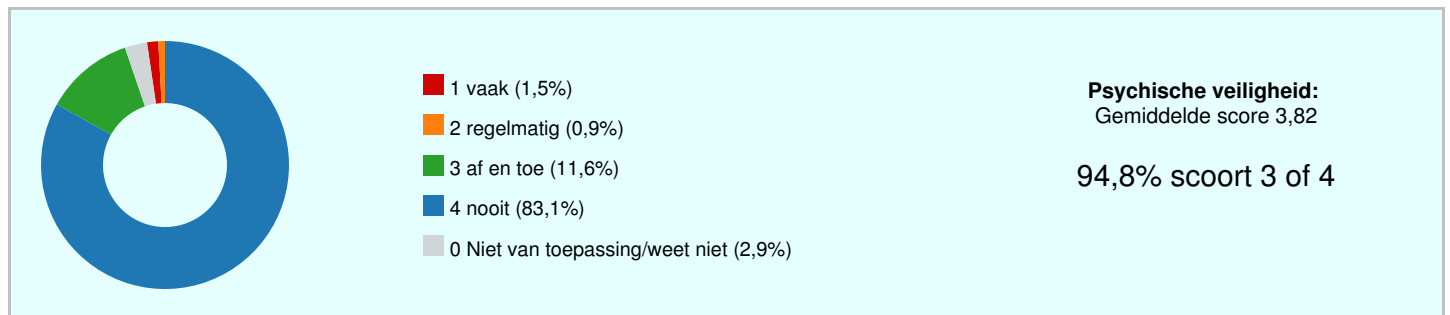 1 vaak (1,5%)
2 regelmatig (0,9%)
3 af en toe (11,6%)
4 nooit (83,1%)
0 Niet van toepassing/weet niet (2,9%)
Psychische veiligheid:
Gemiddelde score 3,82
94,8% scoort 3 of 4